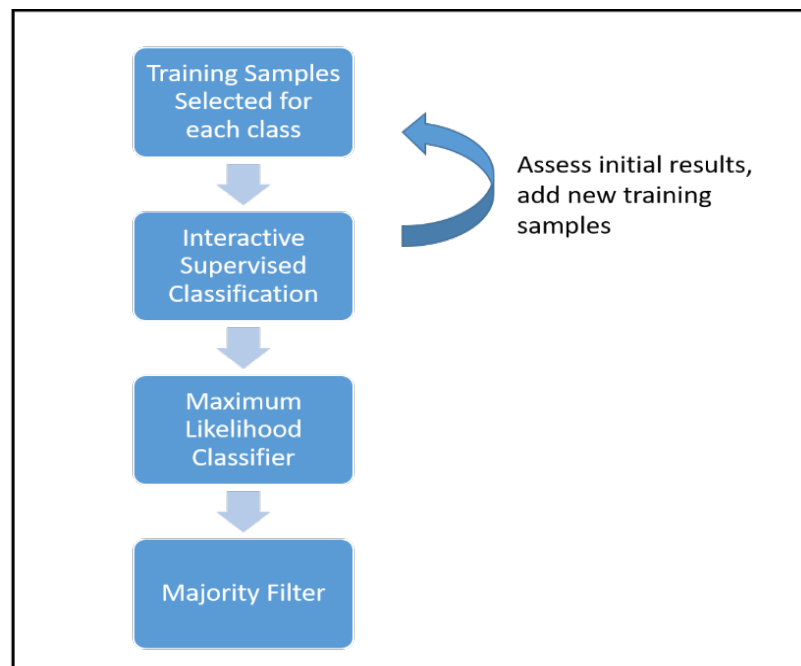 Training Samples
Selected for
each class
Assess initial results,
add new training
samples
Interactive
Supervised
Classification
Maximum
Likelihood
Classifier
Majority Filter